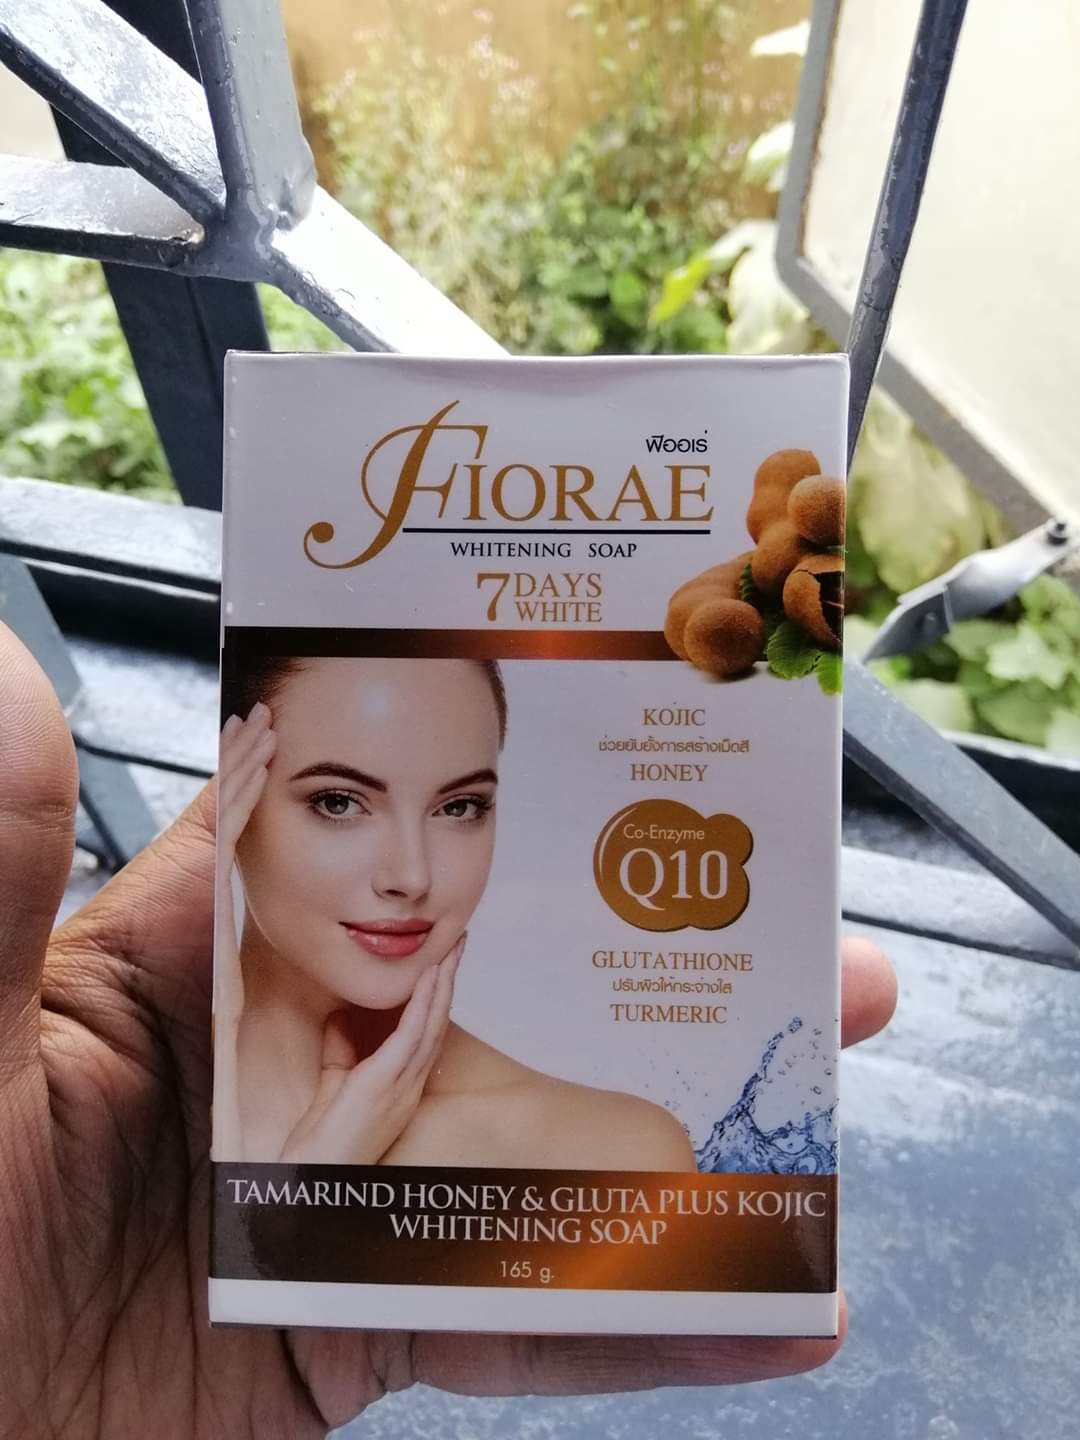 ฟิออเร่
FIORAE
WHITENING SOAP
7 DAYS
WHITE
KOJIC
ช่วยยับยั้งการสร้างเม็ดสี
HONEY
Co-Enzyme
Q10
GLUTATHIONE
ปรับผิวให้กระจ่างใส
TURMERIC
TAMARIND HONEY & GLUTA PLUS KOJIC
WHITENING SOAP
165 g.